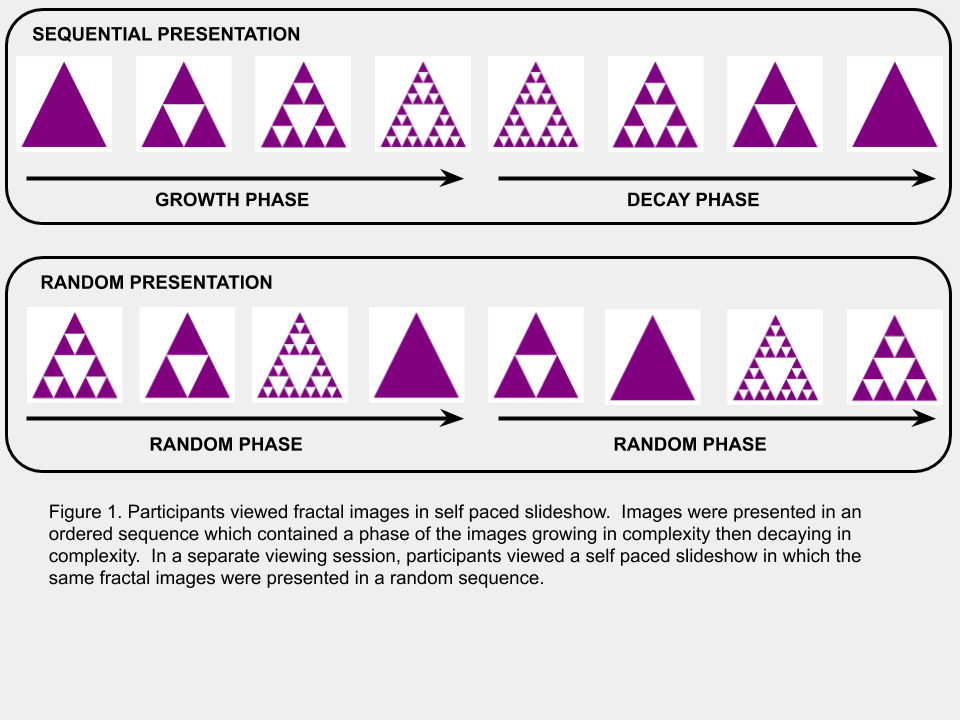 SEQUENTIAL PRESENTATION
GROWTH PHASE
DECAY PHASE
RANDOM PRESENTATION
RANDOM PHASE
RANDOM PHASE
Figure 1. Participants viewed fractal images in self paced slideshow.  Images were presented in an
ordered sequence which contained a phase of the images growing in complexity then decaying in
complexity.  In a separate viewing session, participants viewed a self paced slideshow in which the
same fractal images were presented in a random sequence.